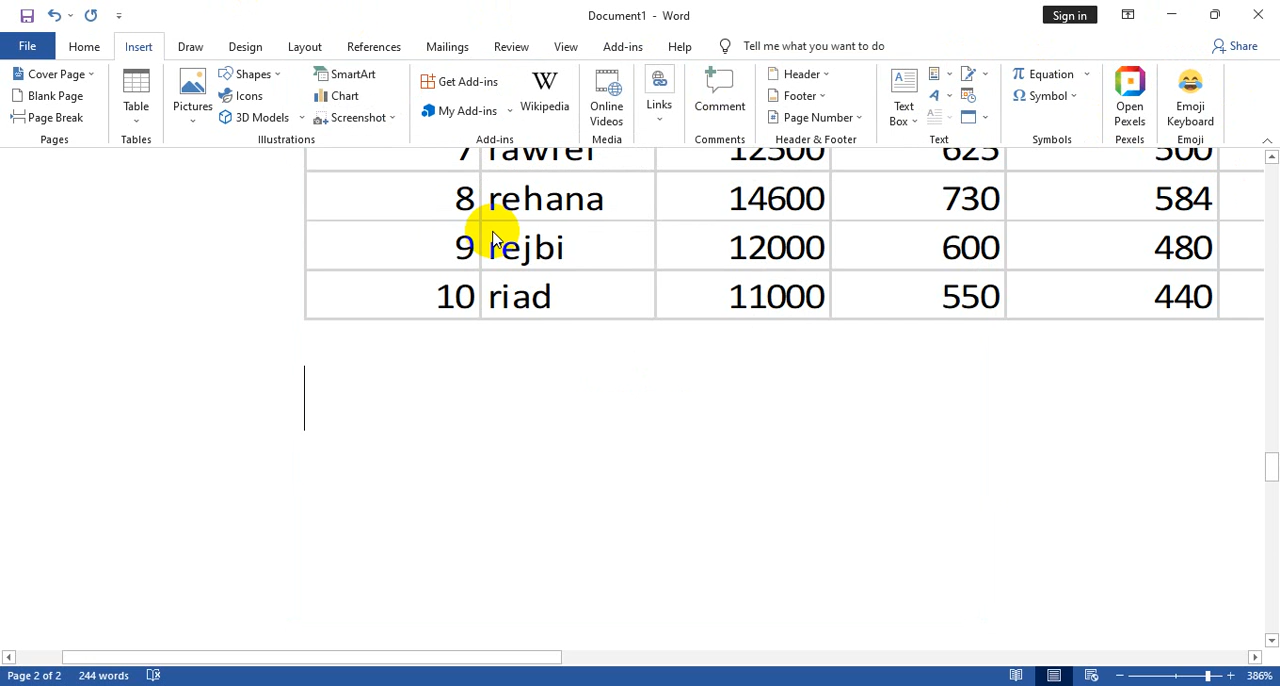 Document1 - Word
Sign in
File Home Insert Draw Design Layout References Mailings Review View Add-ins Help Tell me what you want to do Share
Cover Page
Blank Page
Page Break
Pages
Table
Tables
Pictures
Shapes
Icons
3D Models
SmartArt
Chart
Screenshot
Illustrations
Get Add-ins
My Add-ins
W
Wikipedia
Add-ins
Online
Videos
Media
Links
Comment
Comments
Header
Footer
Page Number
Header & Footer
Text
Box
Text
π Equation
Ω Symbol
Symbols
Open
Pexels
Pexels
Emoji
Keyboard
Emoji
7 12500 625 500
8 rehana 14600 730 584
9 rejbi 12000 600 480
10 riad 11000 550 440
Page 2 of 2 244 words 386%